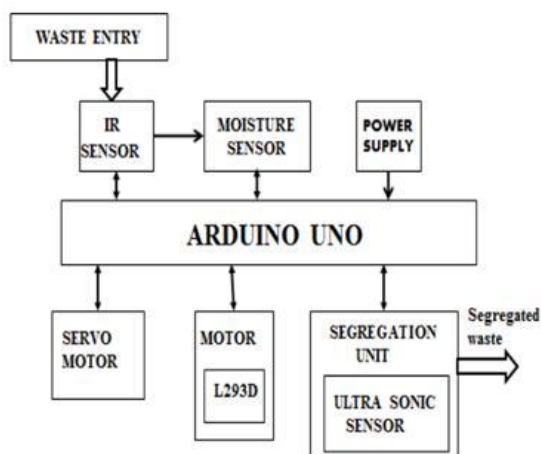 WASTE ENTRY
IR
SENSOR
MOISTURE
SENSOR
POWER
SUPPLY
ARDUINO UNO
SERVO
MOTOR
MOTOR
L293D
SEGREGATION
UNIT
ULTRA SONIC
SENSOR
Segregated
waste